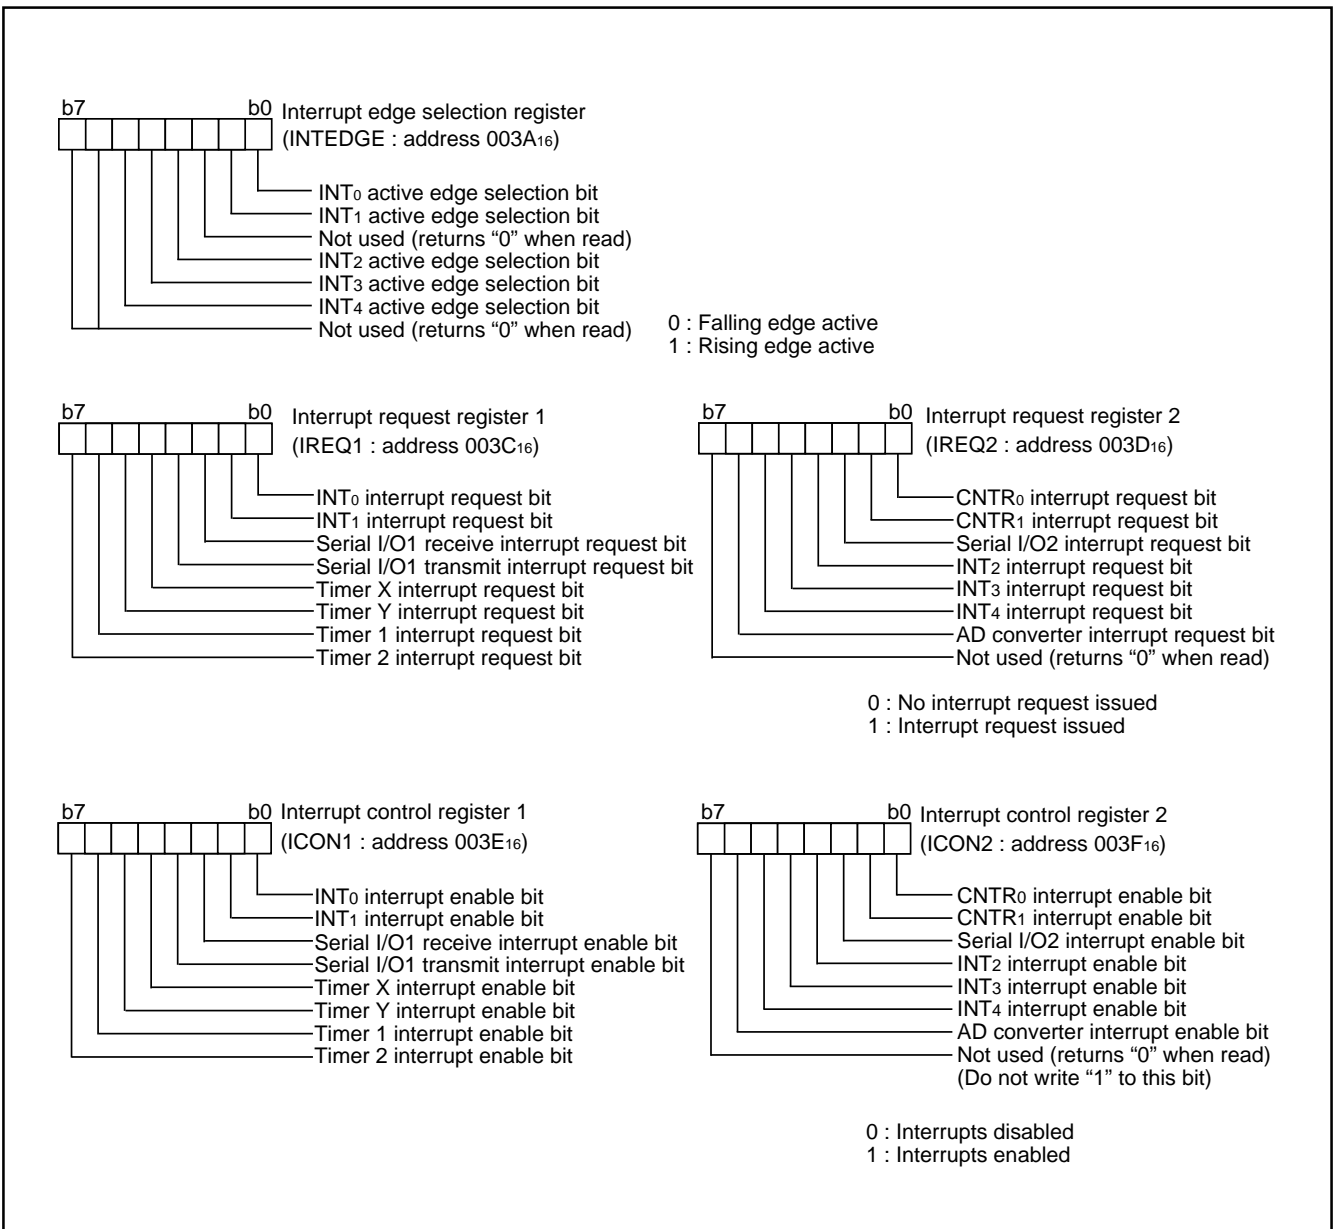 b7 b0 Interrupt edge selection register
(INTEDGE : address 003A16)
INT0 active edge selection bit
INT1 active edge selection bit
Not used (returns “0” when read)
INT2 active edge selection bit
INT3 active edge selection bit
INT4 active edge selection bit
Not used (returns “0” when read)
0 : Falling edge active
1 : Rising edge active
b7 b0 Interrupt request register 1
(IREQ1 : address 003C16)
INT0 interrupt request bit
INT1 interrupt request bit
Serial I/O1 receive interrupt request bit
Serial I/O1 transmit interrupt request bit
Timer X interrupt request bit
Timer Y interrupt request bit
Timer 1 interrupt request bit
Timer 2 interrupt request bit
b7 b0 Interrupt request register 2
(IREQ2 : address 003D16)
CNTR0 interrupt request bit
CNTR1 interrupt request bit
Serial I/O2 interrupt request bit
INT2 interrupt request bit
INT3 interrupt request bit
INT4 interrupt request bit
AD converter interrupt request bit
Not used (returns “0” when read)
0 : No interrupt request issued
1 : Interrupt request issued
b7 b0 Interrupt control register 1
(ICON1 : address 003E16)
INT0 interrupt enable bit
INT1 interrupt enable bit
Serial I/O1 receive interrupt enable bit
Serial I/O1 transmit interrupt enable bit
Timer X interrupt enable bit
Timer Y interrupt enable bit
Timer 1 interrupt enable bit
Timer 2 interrupt enable bit
b7 b0 Interrupt control register 2
(ICON2 : address 003F16)
CNTR0 interrupt enable bit
CNTR1 interrupt enable bit
Serial I/O2 interrupt enable bit
INT2 interrupt enable bit
INT3 interrupt enable bit
INT4 interrupt enable bit
AD converter interrupt enable bit
Not used (returns “0” when read)
(Do not write “1” to this bit)
0 : Interrupts disabled
1 : Interrupts enabled